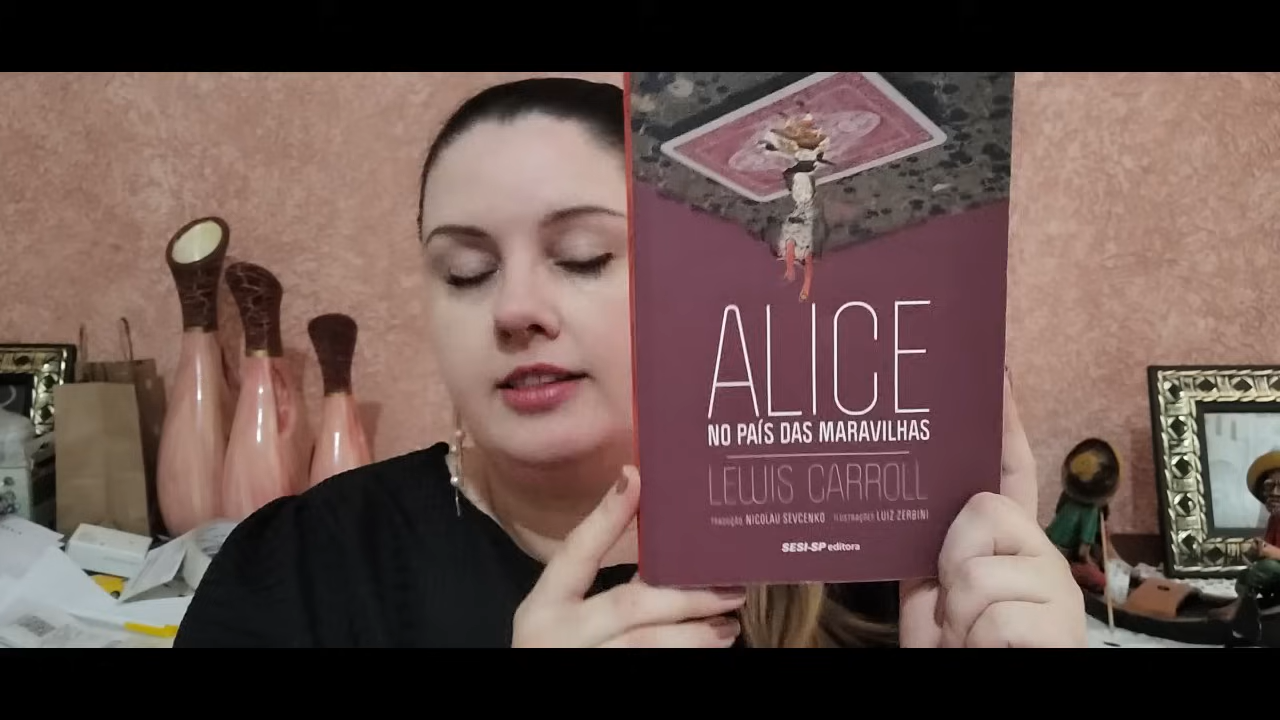 ALICE
NO PAÍS DAS MARAVILHAS
LEWIS CARROLL
TRADUÇÃO NICOLAU SEVCENKO ILUSTRAÇÕES LUIZ ZERBINI
SESI-SP editora